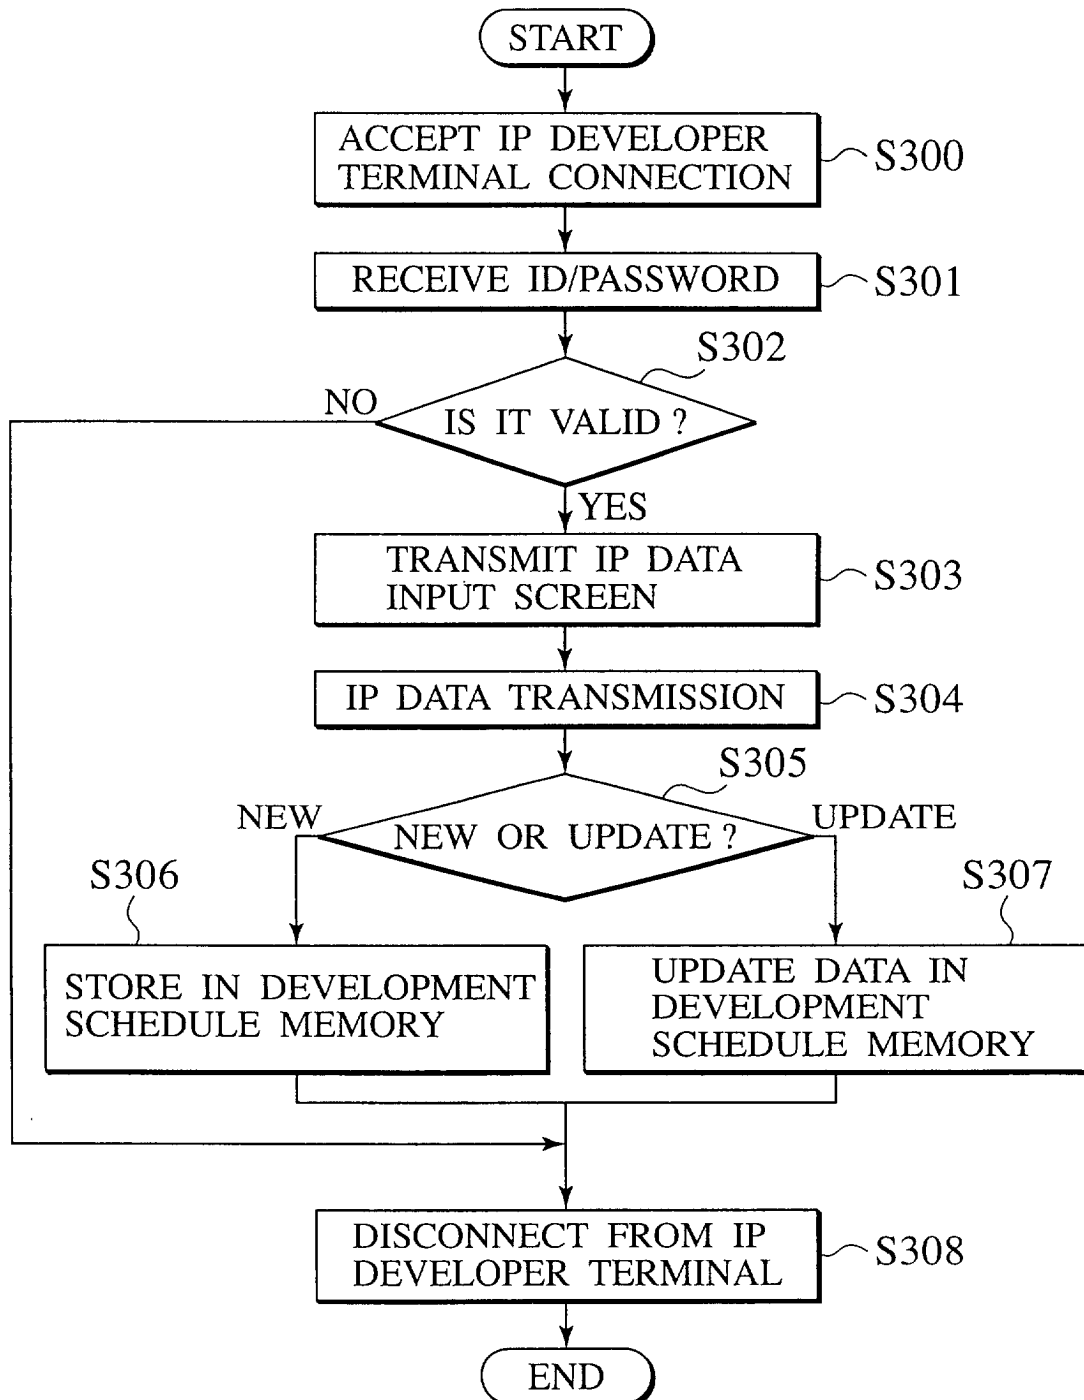 START
ACCEPT IP DEVELOPER
TERMINAL CONNECTION
S300
RECEIVE ID/PASSWORD
S301
S302
NO
IS IT VALID ?
YES
TRANSMIT IP DATA
INPUT SCREEN
S303
IP DATA TRANSMISSION
S304
S305
NEW
NEW OR UPDATE ?
UPDATE
S306
S307
STORE IN DEVELOPMENT
SCHEDULE MEMORY
UPDATE DATA IN
DEVELOPMENT
SCHEDULE MEMORY
DISCONNECT FROM IP
DEVELOPER TERMINAL
S308
END